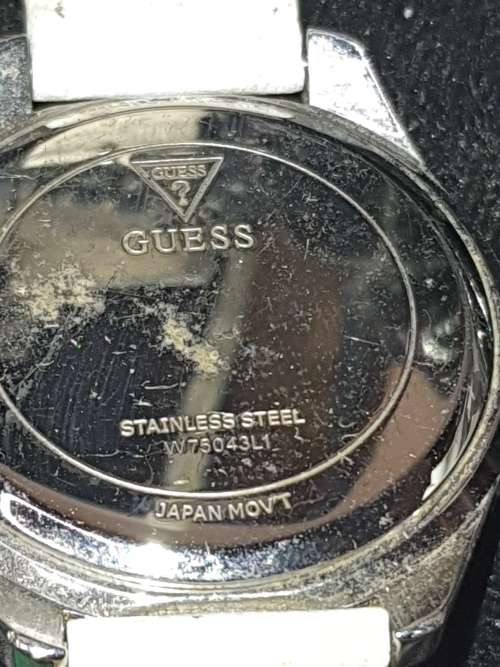 GUESS
?
GUESS
STAINLESS STEEL
W75043L1
JAPAN MOV'T